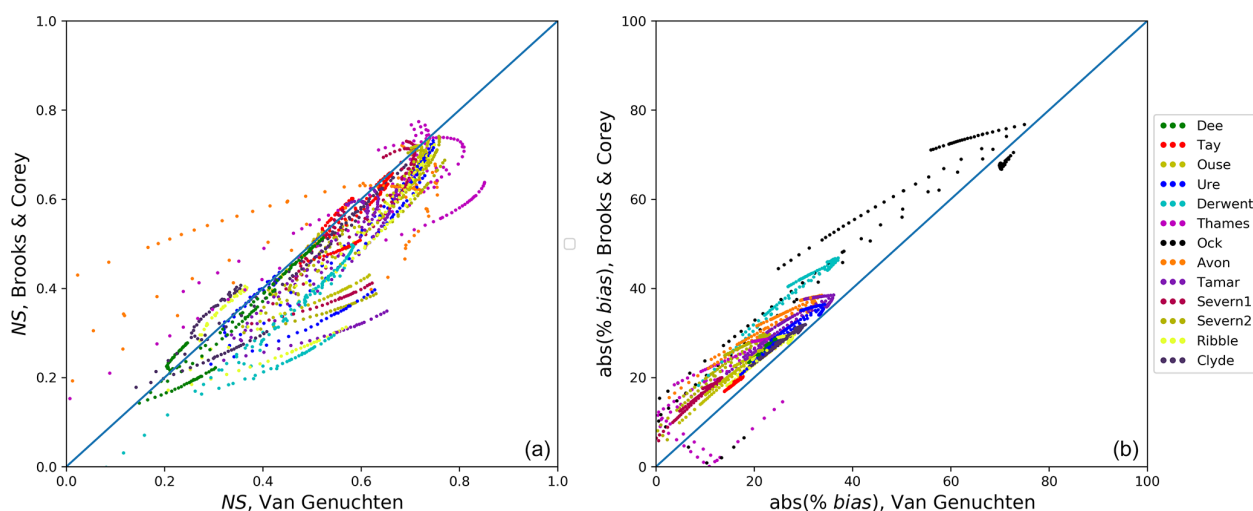 1.0
0.8
0.6
0.4
0.2
0.0
NS, Brooks & Corey
0.0 0.2 0.4 0.6 0.8 1.0
NS, Van Genuchten
(a)
100
80
60
40
20
0
abs(% bias), Brooks & Corey
0 20 40 60 80 100
abs(% bias), Van Genuchten
(b)
Dee
Tay
Ouse
Ure
Derwent
Thames
Ock
Avon
Tamar
Severn1
Severn2
Ribble
Clyde